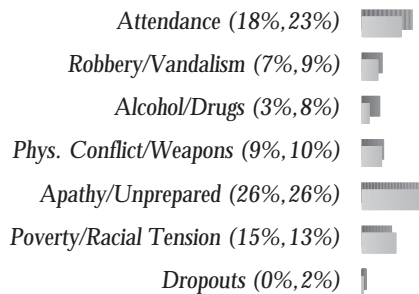 Attendance (18%,23%)
Robbery/Vandalism (7%,9%)
Alcohol/Drugs (3%,8%)
Phys. Conflict/Weapons (9%,10%)
Apathy/Unprepared (26%,26%)
Poverty/Racial Tension (15%,13%)
Dropouts (0%,2%)